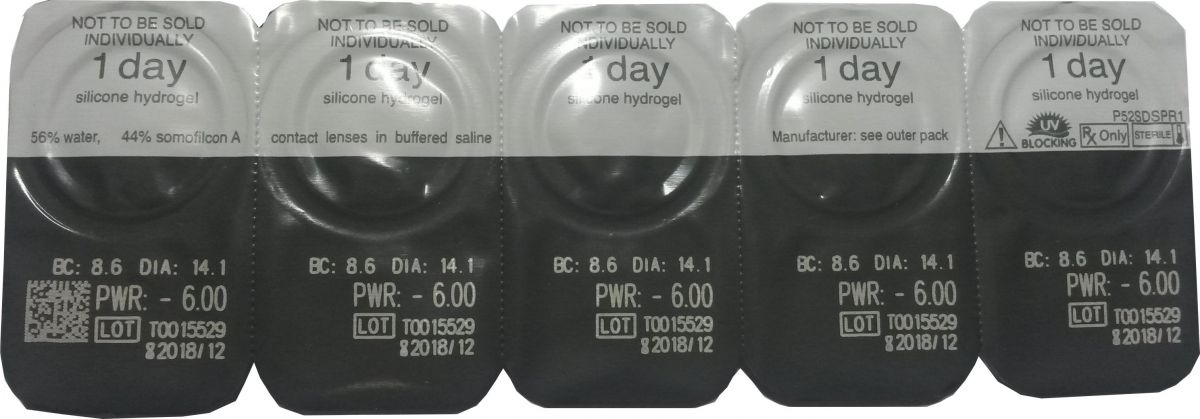 NOT TO BE SOLD
INDIVIDUALLY
1 day
silicone hydrogel
56% water, 44% somofilcon A
BC: 8.6 DIA: 14.1
PWR: - 6.00
LOT T0015529
⌛2018/12
NOT TO BE SOLD
INDIVIDUALLY
1 day
silicone hydrogel
contact lenses in buffered saline
BC: 8.6 DIA: 14.1
PWR: - 6.00
LOT T0015529
⌛2018/12
NOT TO BE SOLD
INDIVIDUALLY
1 day
silicone hydrogel
BC: 8.6 DIA: 14.1
PWR: - 6.00
LOT T0015529
⌛2018/12
NOT TO BE SOLD
INDIVIDUALLY
1 day
silicone hydrogel
Manufacturer: see outer pack
BC: 8.6 DIA: 14.1
PWR: - 6.00
LOT T0015529
⌛2018/12
NOT TO BE SOLD
INDIVIDUALLY
1 day
silicone hydrogel
P52SDSPR1
UV BLOCKING Rx Only STERILE
BC: 8.6 DIA: 14.1
PWR: - 6.00
LOT T0015529
⌛2018/12